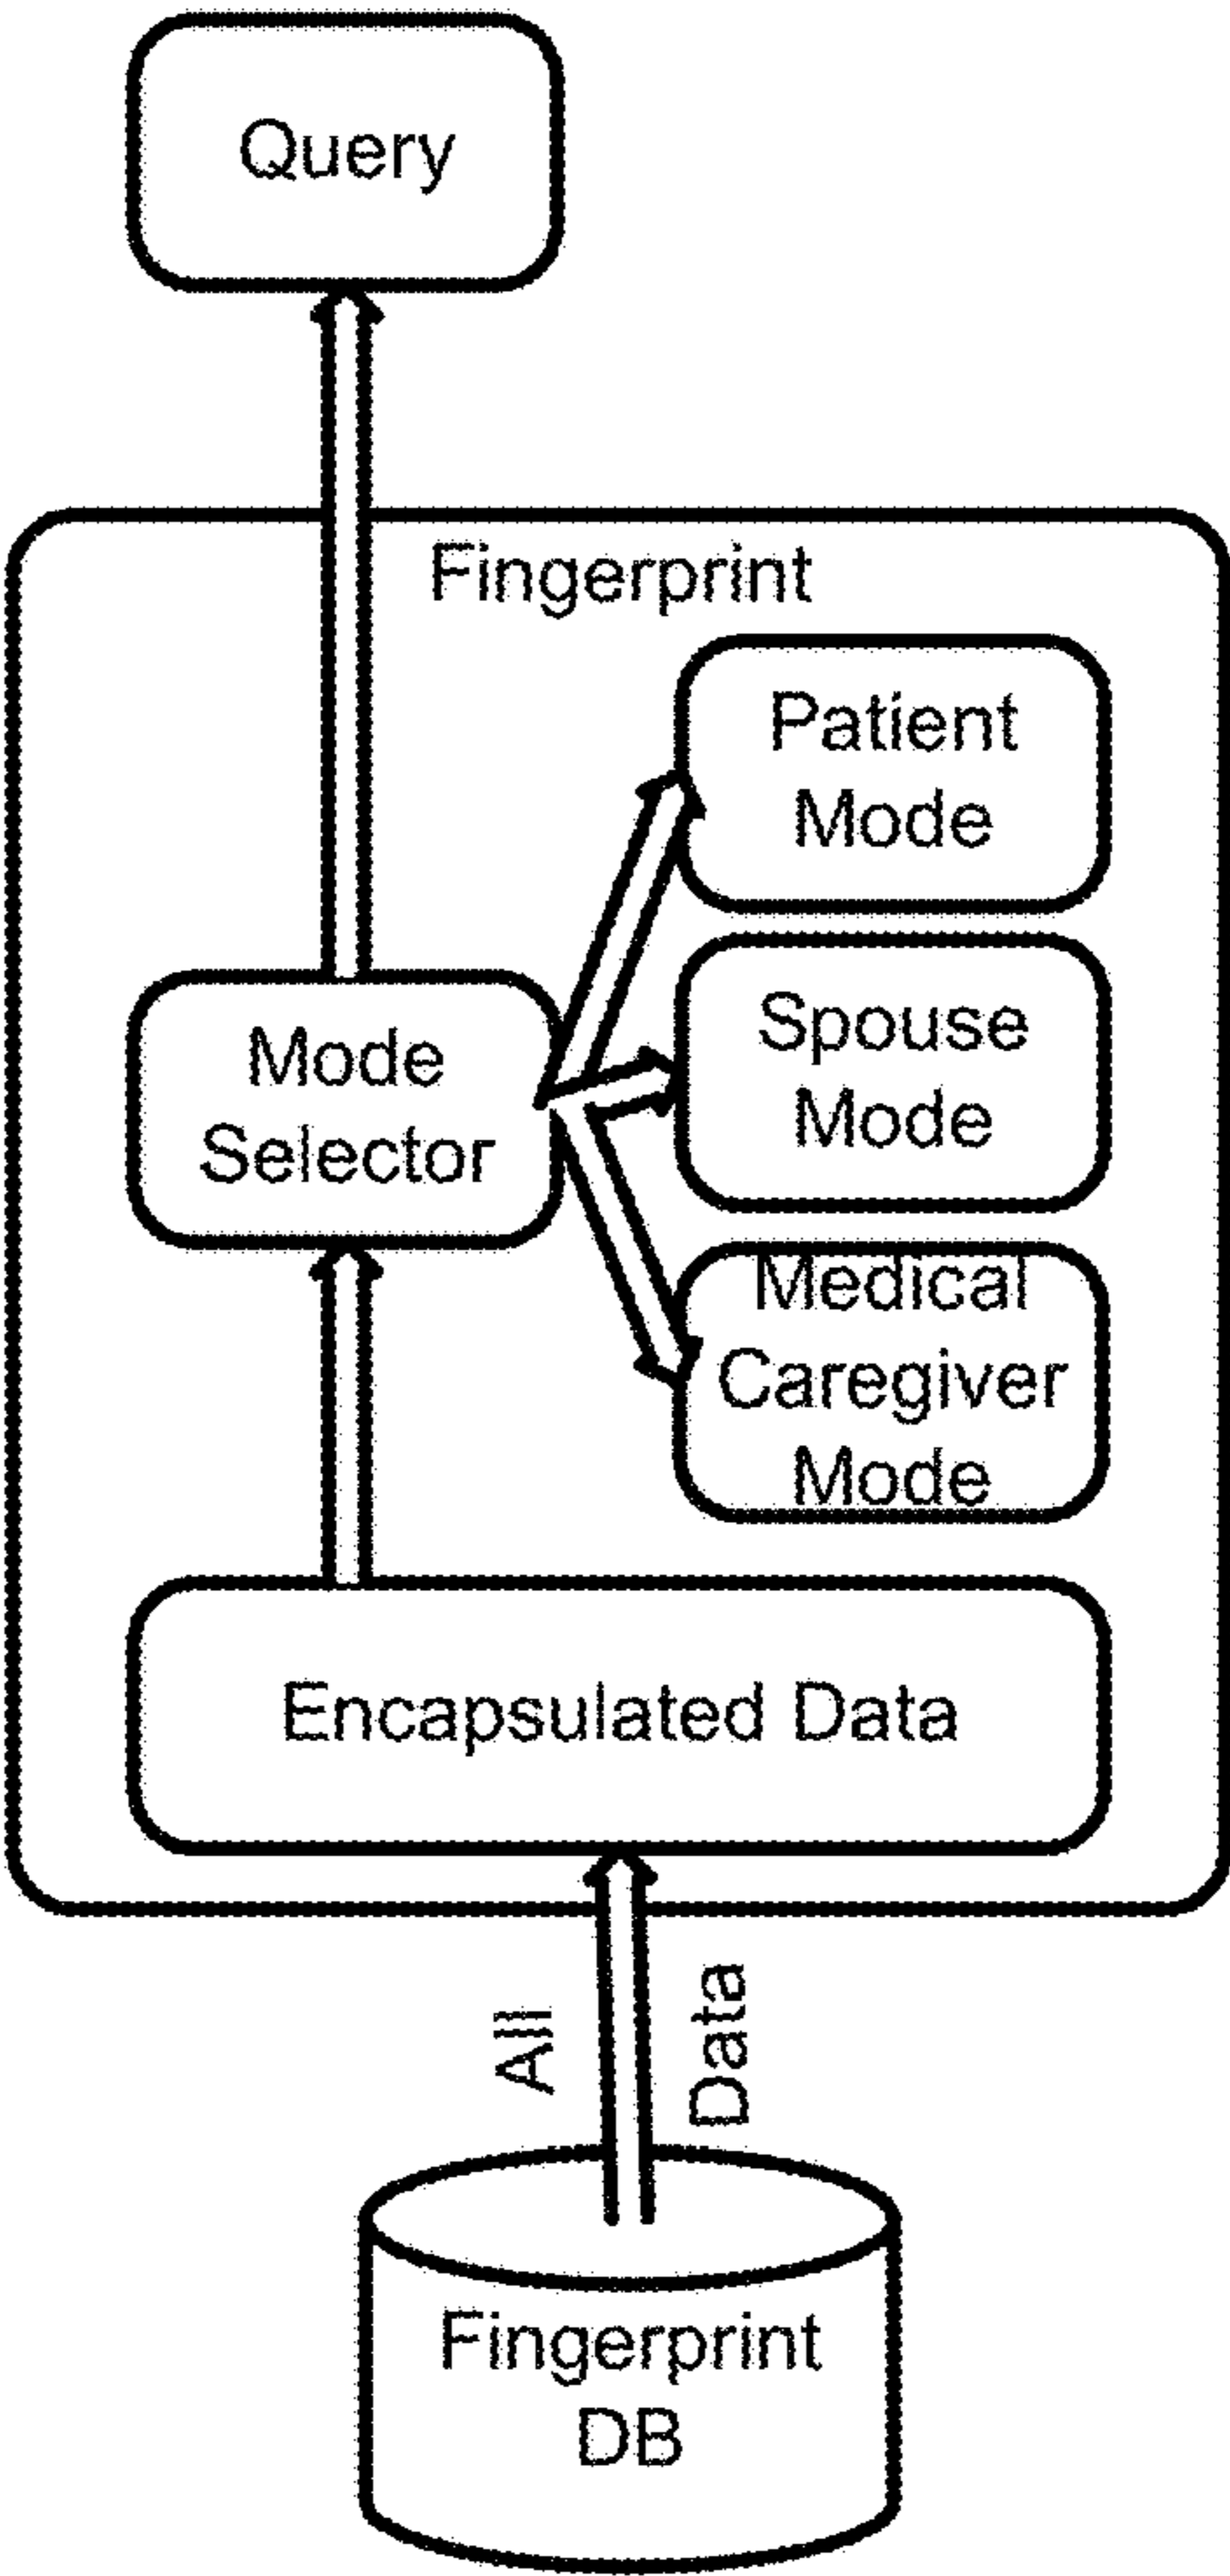 Query
Fingerprint
Patient
Mode
Mode
Selector
Spouse
Mode
Medical
Caregiver
Mode
Encapsulated Data
All
Data
Fingerprint
DB